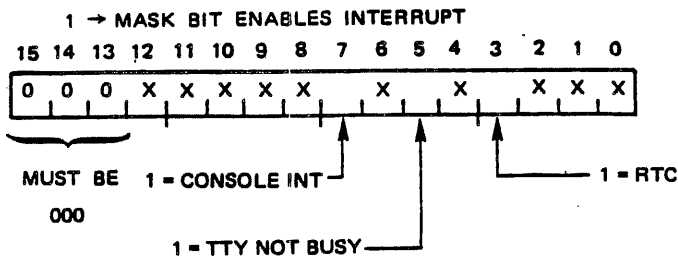 1 → MASK BIT ENABLES INTERRUPT
15 14 13 12 11 10 9 8 7 6 5 4 3 2 1 0
0 0 0 X X X X X X X X X X
MUST BE 1 = CONSOLE INT 1 = RTC
000
1 = TTY NOT BUSY